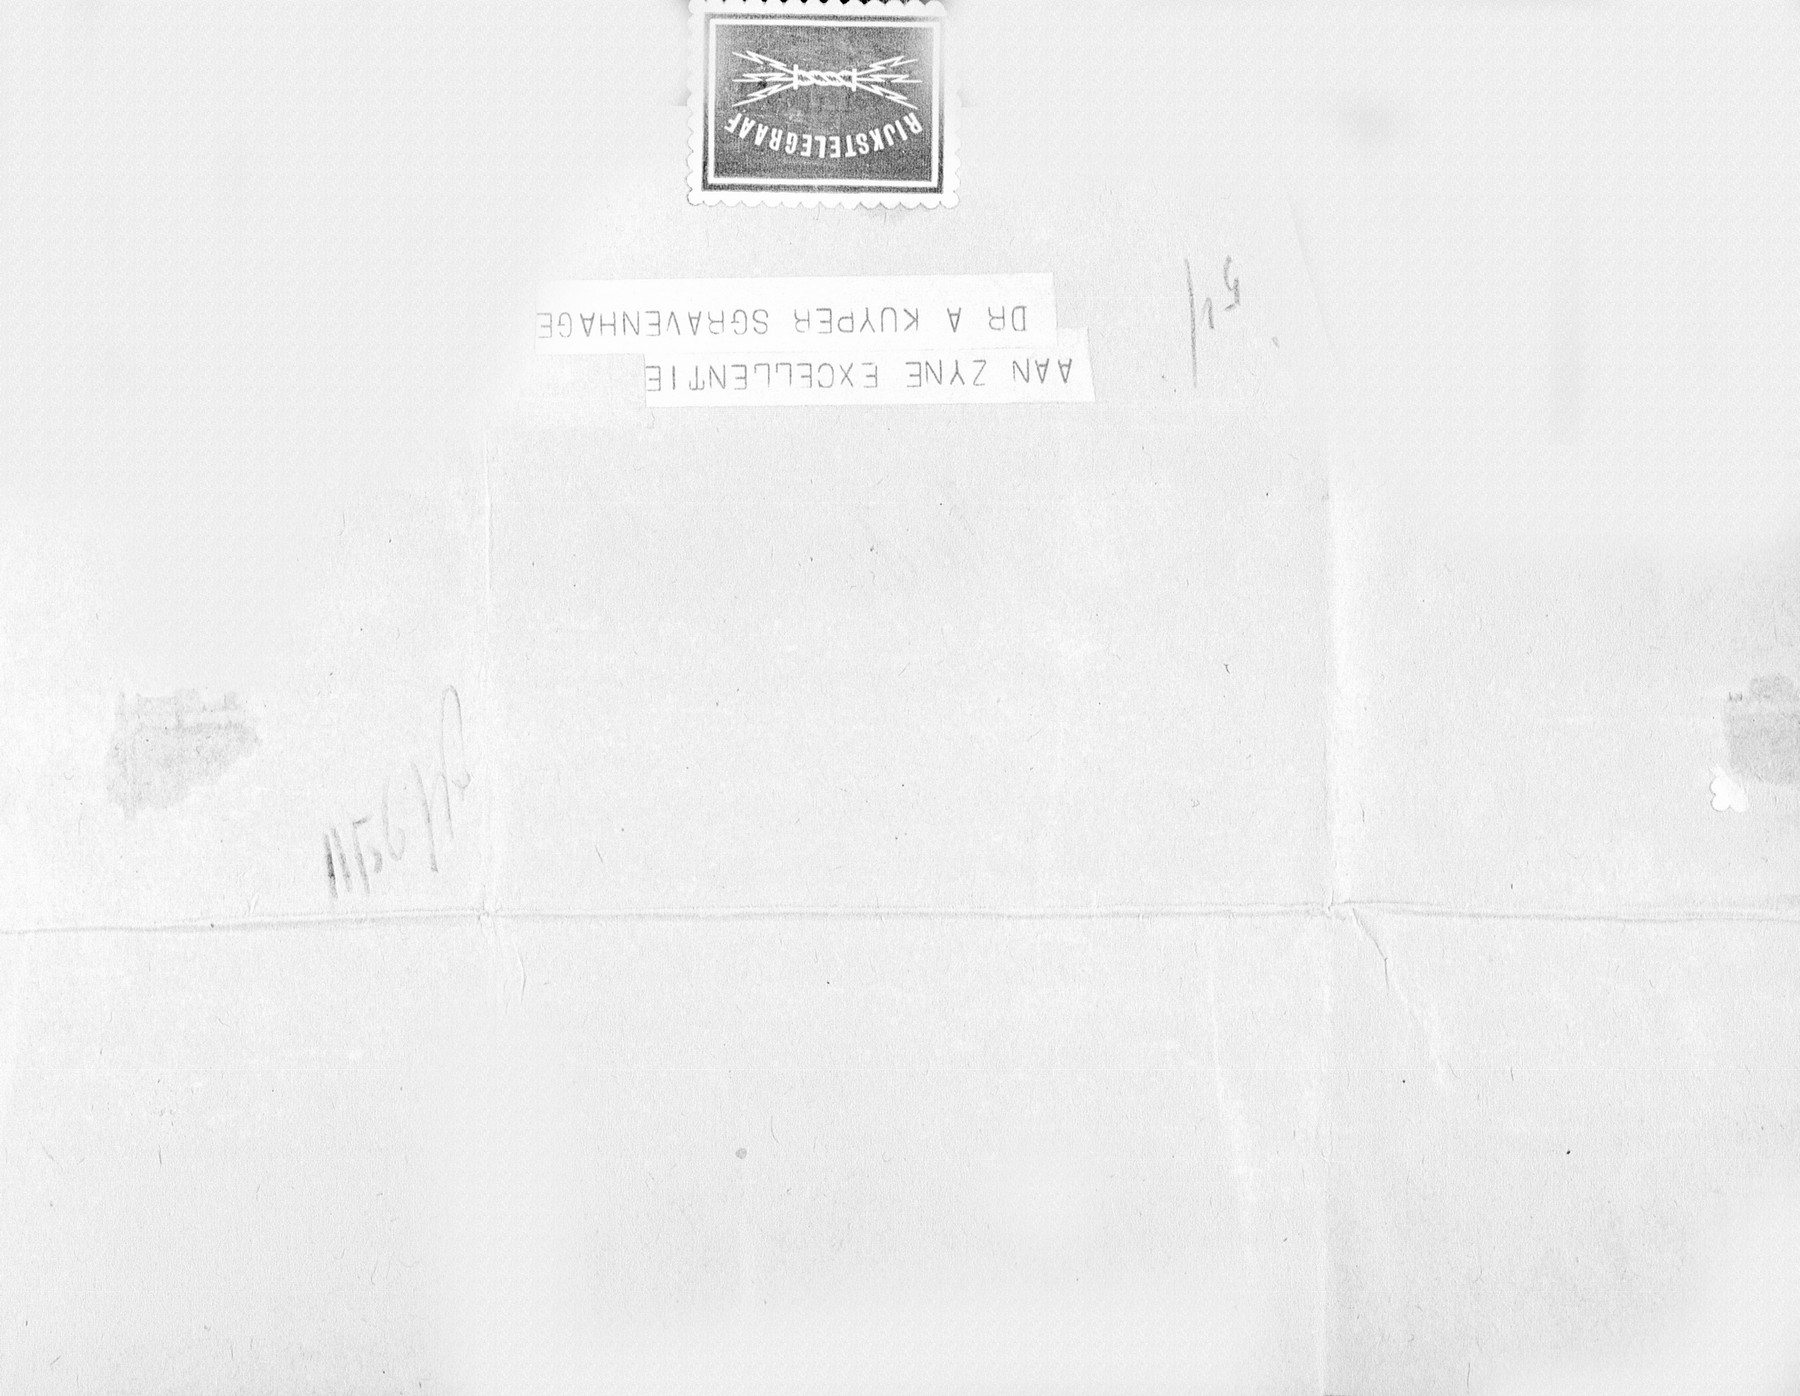 AAN ZYNE EXCELLENTIE
DR A KUYPER SGRAVENHAGE
RIJKSTELEGRAAF